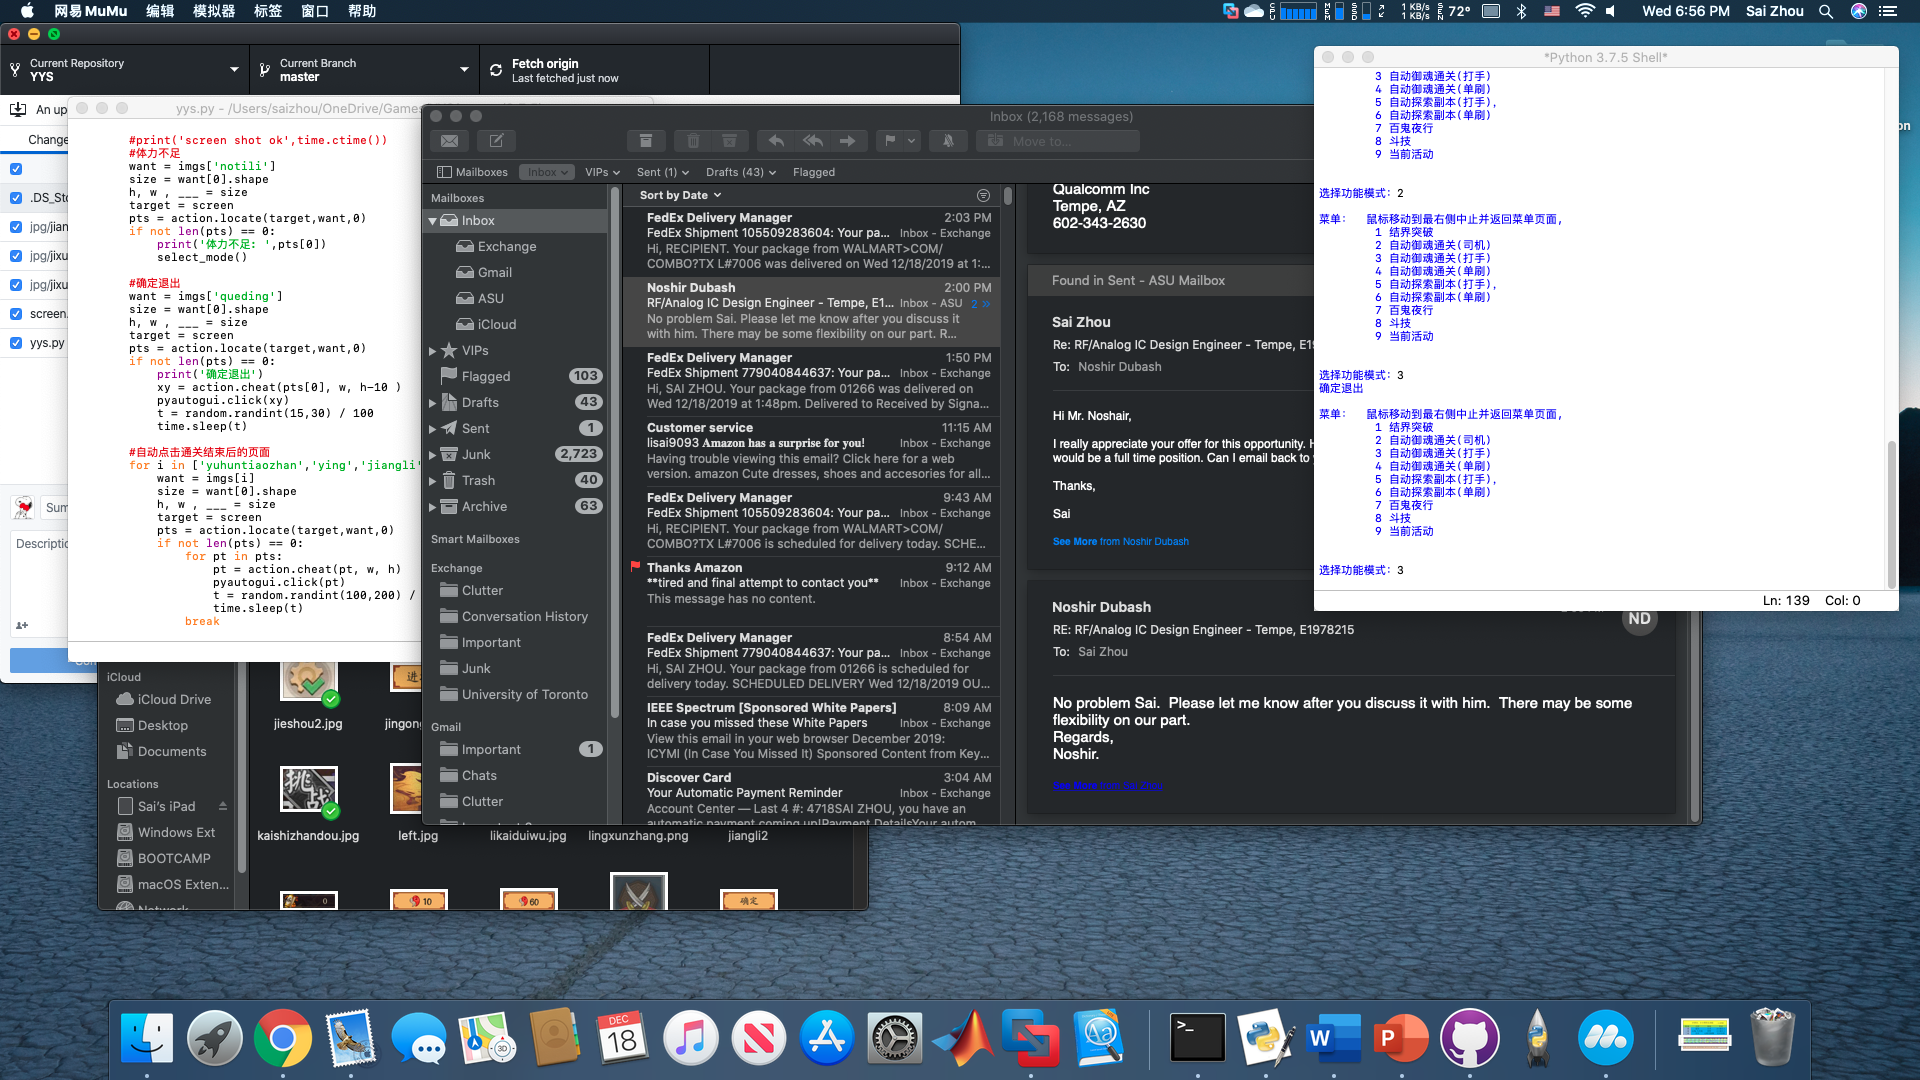 网易 MuMu 编辑 模拟器 标签 窗口 帮助
1 KB/s
1 KB/s
72° Wed 6:56 PM Sai Zhou
Current Repository
YYS
Current Branch
master
Fetch origin
Last fetched just now
An up
Change
.DS_Sto
jpg/jian
jpg/jixu
jpg/jixu
screen.
yys.py
Sum
Descriptio
yys.py - /Users/saizhou/OneDrive/Games
#print('screen shot ok',time.ctime())
#体力不足
want = imgs['notili']
size = want[0].shape
h, w , ___ = size
target = screen
pts = action.locate(target,want,0)
if not len(pts) == 0:
print('体力不足: ',pts[0])
select_mode()
#确定退出
want = imgs['queding']
size = want[0].shape
h, w , ___ = size
target = screen
pts = action.locate(target,want,0)
if not len(pts) == 0:
print('确定退出')
xy = action.cheat(pts[0], w, h-10 )
pyautogui.click(xy)
t = random.randint(15,30) / 100
time.sleep(t)
#自动点击通关结束后的页面
for i in ['yuhuntiaozhan','ying','jiangli'
want = imgs[i]
size = want[0].shape
h, w , ___ = size
target = screen
pts = action.locate(target,want,0)
if not len(pts) == 0:
for pt in pts:
pt = action.cheat(pt, w, h)
pyautogui.click(pt)
t = random.randint(100,200) /
time.sleep(t)
break
Inbox (2,168 messages)
Move to...
Mailboxes Inbox VIPs Sent (1) Drafts (43) Flagged
Mailboxes
Inbox
Exchange
Gmail
ASU
iCloud
VIPs
Flagged 103
Drafts 43
Sent 1
Junk 2,723
Trash 40
Archive 63
Smart Mailboxes
Exchange
Clutter
Conversation History
Important
Junk
University of Toronto
Gmail
Important 1
Chats
Clutter
Sort by Date
FedEx Delivery Manager 2:03 PM
FedEx Shipment 105509283604: Your pa... Inbox - Exchange
Hi, RECIPIENT. Your package from WALMART>COM/
COMBO?TX L#7006 was delivered on Wed 12/18/2019 at 1:...
Noshir Dubash 2:00 PM
RF/Analog IC Design Engineer - Tempe, E1... Inbox - ASU 2 »
No problem Sai. Please let me know after you discuss it
with him. There may be some flexibility on our part. R...
FedEx Delivery Manager 1:50 PM
FedEx Shipment 779040844637: Your pa... Inbox - Exchange
Hi, SAI ZHOU. Your package from 01266 was delivered on
Wed 12/18/2019 at 1:48pm. Delivered to Received by Signa...
Customer service 11:15 AM
lisai9093 Amazon has a surprise for you! Inbox - Exchange
Having trouble viewing this email? Click here for a web
version. amazon Cute dresses, shoes and accesories for all...
FedEx Delivery Manager 9:43 AM
FedEx Shipment 105509283604: Your pa... Inbox - Exchange
Hi, RECIPIENT. Your package from WALMART>COM/
COMBO?TX L#7006 is scheduled for delivery today. SCHE...
Thanks Amazon 9:12 AM
**tired and final attempt to contact you** Inbox - Exchange
This message has no content.
FedEx Delivery Manager 8:54 AM
FedEx Shipment 779040844637: Your pa... Inbox - Exchange
Hi, SAI ZHOU. Your package from 01266 is scheduled for
delivery today. SCHEDULED DELIVERY Wed 12/18/2019 OU...
IEEE Spectrum [Sponsored White Papers] 8:09 AM
In case you missed these White Papers Inbox - Exchange
View this email in your web browser December 2019:
ICYMI (In Case You Missed It) Sponsored Content from Key...
Discover Card 3:04 AM
Your Automatic Payment Reminder Inbox - Exchange
Account Center — Last 4 #: 4718SAI ZHOU, you have an
automatic payment coming up!Payment DetailsYour autom
Qualcomm Inc
Tempe, AZ
602-343-2630
Found in Sent - ASU Mailbox
Sai Zhou
Re: RF/Analog IC Design Engineer - Tempe, E19
To: Noshir Dubash
Hi Mr. Noshair,
I really appreciate your offer for this opportunity. H
would be a full time position. Can I email back to y
Thanks,
Sai
See More from Noshir Dubash
Noshir Dubash
ND
RE: RF/Analog IC Design Engineer - Tempe, E1978215
To: Sai Zhou
No problem Sai. Please let me know after you discuss it with him. There may be some
flexibility on our part.
Regards,
Noshir.
See More from Sai Zhou
*Python 3.7.5 Shell*
3 自动御魂通关(打手)
4 自动御魂通关(单刷)
5 自动探索副本(打手),
6 自动探索副本(单刷)
7 百鬼夜行
8 斗技
9 当前活动
选择功能模式: 2
菜单: 鼠标移动到最右侧中止并返回菜单页面,
1 结界突破
2 自动御魂通关(司机)
3 自动御魂通关(打手)
4 自动御魂通关(单刷)
5 自动探索副本(打手),
6 自动探索副本(单刷)
7 百鬼夜行
8 斗技
9 当前活动
选择功能模式: 3
确定退出
菜单: 鼠标移动到最右侧中止并返回菜单页面,
1 结界突破
2 自动御魂通关(司机)
3 自动御魂通关(打手)
4 自动御魂通关(单刷)
5 自动探索副本(打手),
6 自动探索副本(单刷)
7 百鬼夜行
8 斗技
9 当前活动
选择功能模式: 3
Ln: 139 Col: 0
on
iCloud
iCloud Drive
Desktop
Documents
Locations
Sai's iPad
Windows Ext
BOOTCAMP
macOS Exten...
Network
jieshou2.jpg
jingong
挑战
kaishizhandou.jpg left.jpg likaiduiwu.jpg lingxunzhang.png jiangli2
0
10
60
确定
DEC
18
3D
>_
W
P